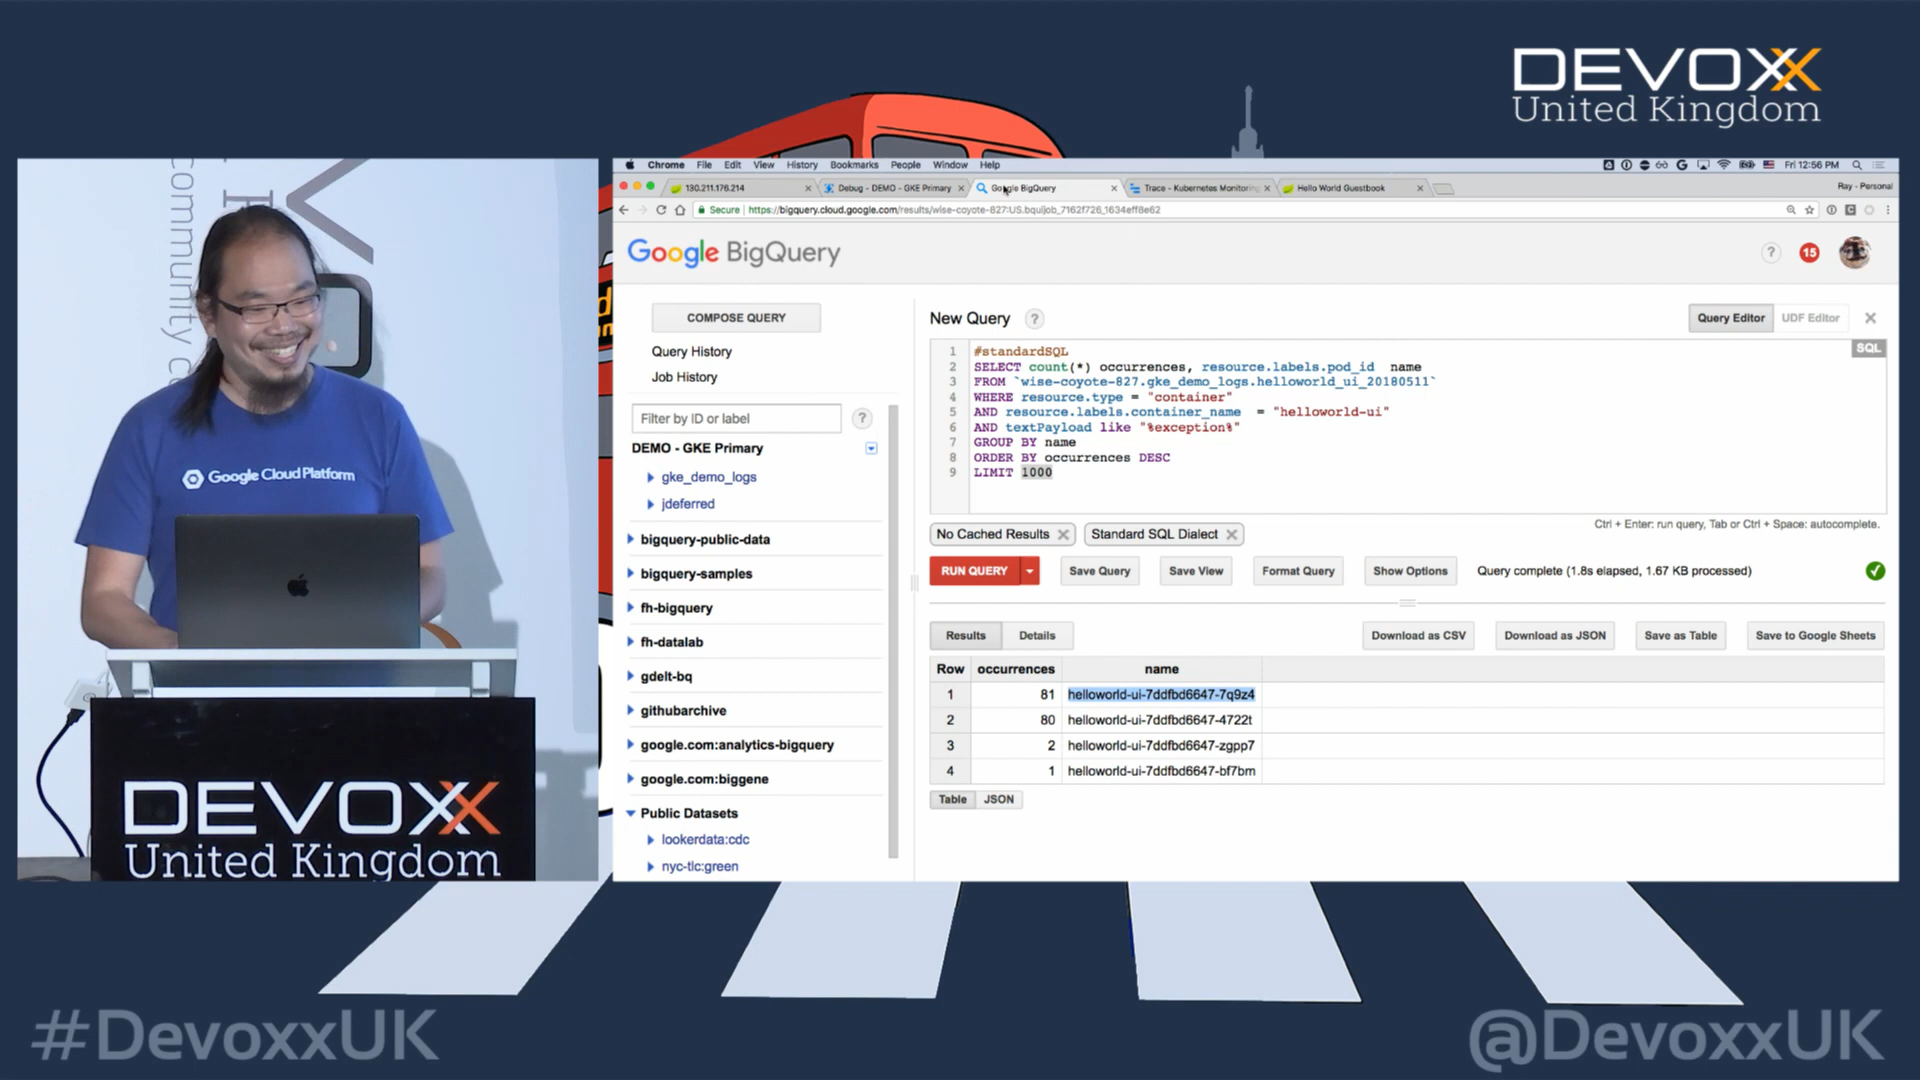 DEVOXX
United Kingdom
Chrome File Edit View History Bookmarks People Window Help
Fri 12:56 PM
130.211.176.214
Debug - DEMO - GKE Primary
Google BigQuery
Trace - Kubernetes Monitoring
Hello World Guestbook
Ray - Personal
Secure https://bigquery.cloud.google.com/results/wise-coyote-827:US.bquijob_7162f726_1634eff8e62
Google BigQuery
?
15
COMPOSE QUERY
Query History
Job History
Filter by ID or label
?
DEMO - GKE Primary
gke_demo_logs
jdeferred
bigquery-public-data
bigquery-samples
fh-bigquery
fh-datalab
gdelt-bq
githubarchive
google.com:analytics-bigquery
google.com:biggene
Public Datasets
lookerdata:cdc
nyc-tlc:green
New Query ?
Query Editor UDF Editor
SQL
1 #standardSQL
2 SELECT count(*) occurrences, resource.labels.pod_id name
3 FROM `wise-coyote-827.gke_demo_logs.helloworld_ui_20180511`
4 WHERE resource.type = "container"
5 AND resource.labels.container_name = "helloworld-ui"
6 AND textPayload like "%exception%"
7 GROUP BY name
8 ORDER BY occurrences DESC
9 LIMIT 1000
Ctrl + Enter: run query, Tab or Ctrl + Space: autocomplete.
No Cached Results Standard SQL Dialect
RUN QUERY Save Query Save View Format Query Show Options Query complete (1.8s elapsed, 1.67 KB processed)
Results Details Download as CSV Download as JSON Save as Table Save to Google Sheets
Row occurrences name
1 81 helloworld-ui-7ddfbd6647-7q9z4
2 80 helloworld-ui-7ddfbd6647-4722t
3 2 helloworld-ui-7ddfbd6647-zgpp7
4 1 helloworld-ui-7ddfbd6647-bf7bm
Table JSON
community
Google Cloud Platform
DEVOXX
United Kingdom
#DevoxxUK
@DevoxxUK